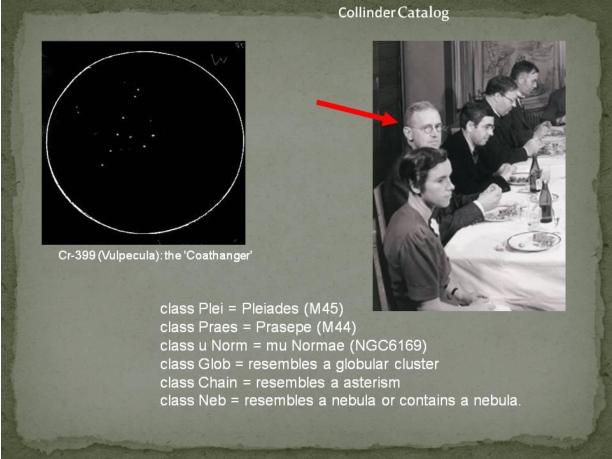 Collinder Catalog
Cr-399 (Vulpecula): the 'Coathanger'
class Plei = Pleiades (M45)
class Praes = Prasepe (M44)
class u Norm = mu Normae (NGC6169)
class Glob = resembles a globular cluster
class Chain = resembles a asterism
class Neb = resembles a nebula or contains a nebula.